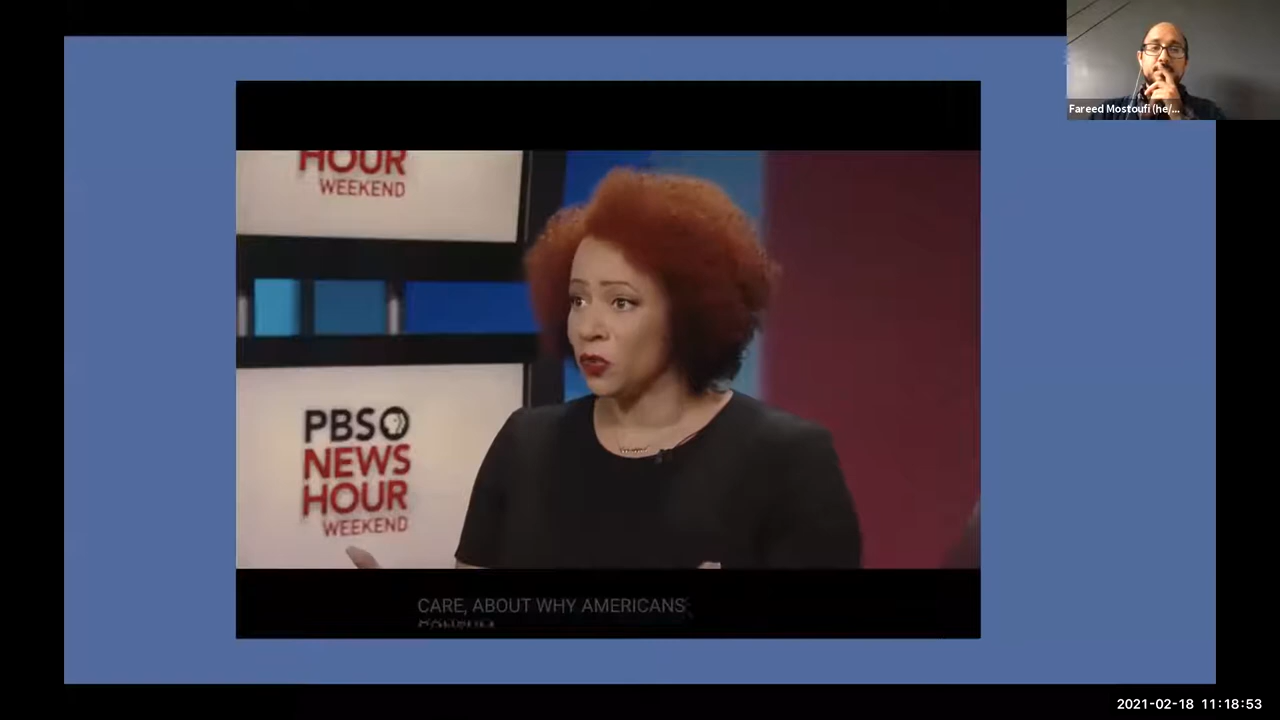 HOUR
WEEKEND
PBS
NEWS
HOUR
WEEKEND
CARE, ABOUT WHY AMERICANS
Fareed Mostoufi (he/...
2021-02-18 11:18:53